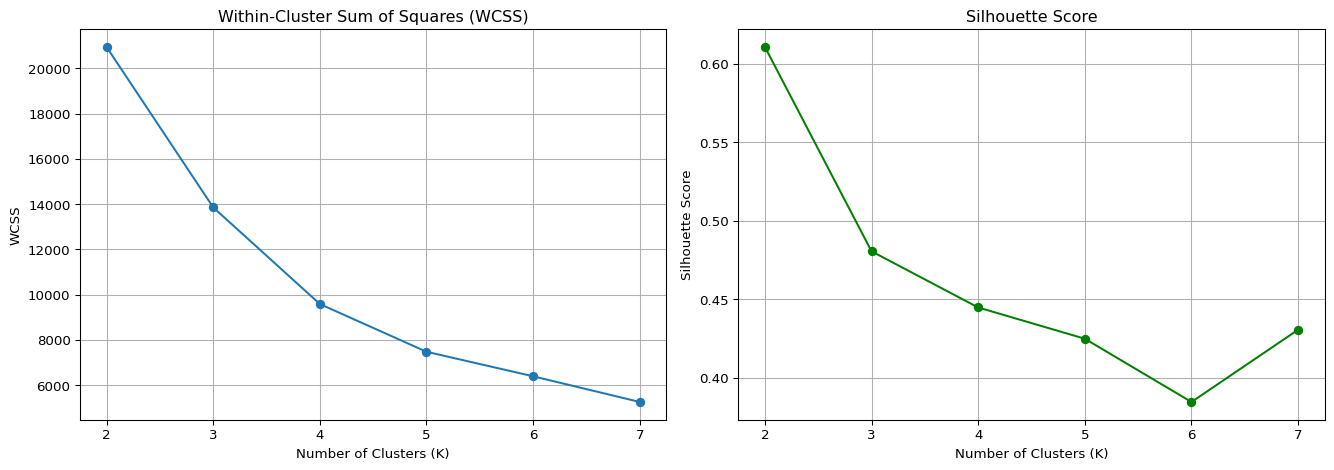 Within-Cluster Sum of Squares (WCSS)
20000
18000
16000
14000
12000
10000
8000
6000
WCSS
2 3 4 5 6 7
Number of Clusters (K)
Silhouette Score
0.60
0.55
0.50
0.45
0.40
Silhouette Score
2 3 4 5 6 7
Number of Clusters (K)